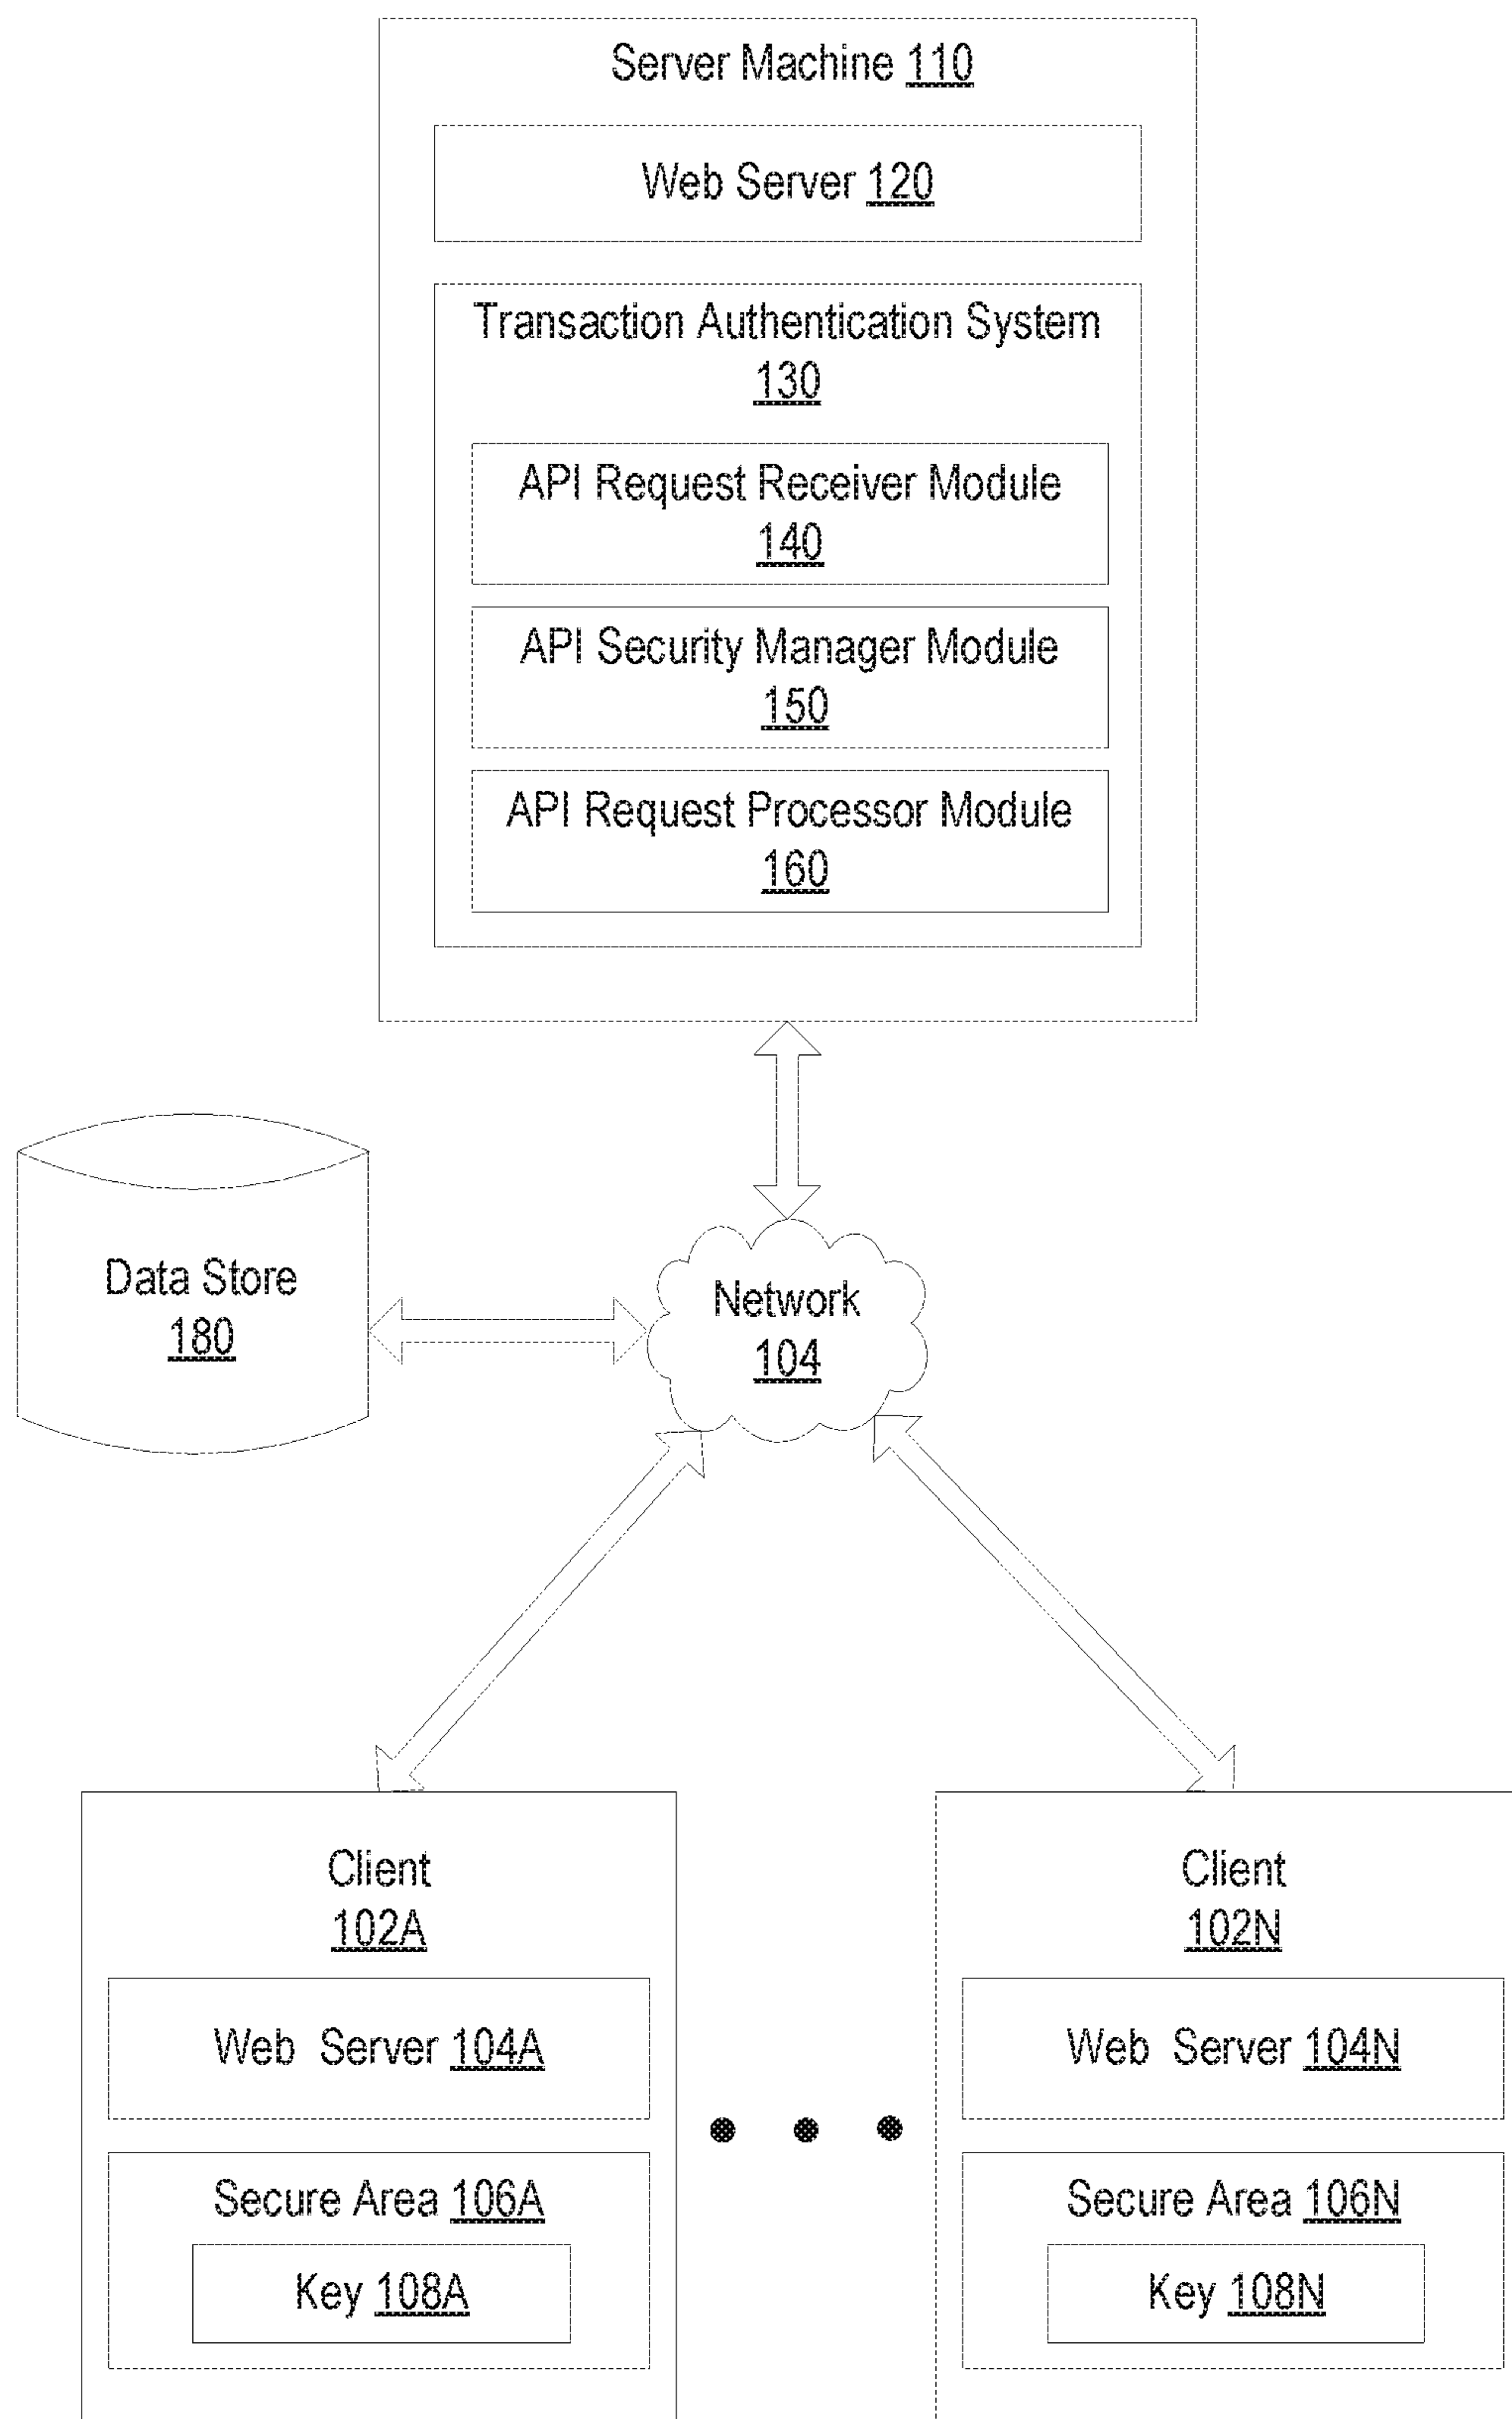 Server Machine 110
Web Server 120
Transaction Authentication System
130
API Request Receiver Module
140
API Security Manager Module
150
API Request Processor Module
160
Data Store
180
Network
104
Client
102A
Web Server 104A
Secure Area 106A
Key 108A
Client
102N
Web Server 104N
Secure Area 106N
Key 108N